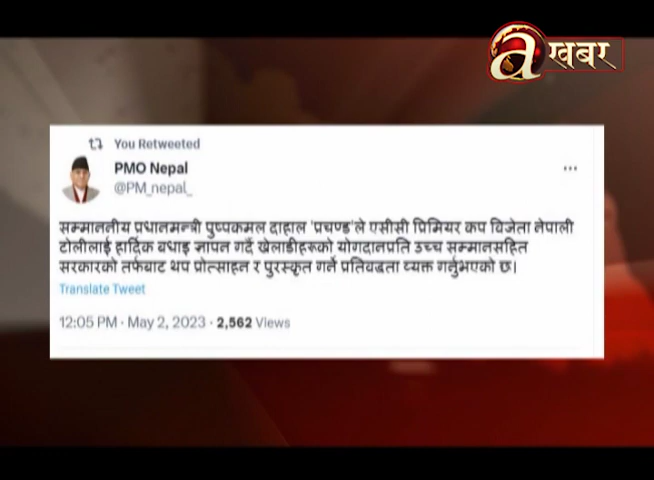 a खबर
You Retweeted
PMO Nepal
@PM_nepal_
सम्माननीय प्रधानमन्त्री पुष्पकमल दाहाल 'प्रचण्ड'ले एसीसी प्रिमियर कप विजेता नेपाली
टोलीलाई हार्दिक बधाइ ज्ञापन गर्दै खेलाडीहरूको योगदानप्रति उच्च सम्मानसहित
सरकारको तर्फबाट थप प्रोत्साहन र पुरस्कृत गर्ने प्रतिबद्धता व्यक्त गर्नुभएको छ।
Translate Tweet
12:05 PM · May 2, 2023 · 2,562 Views